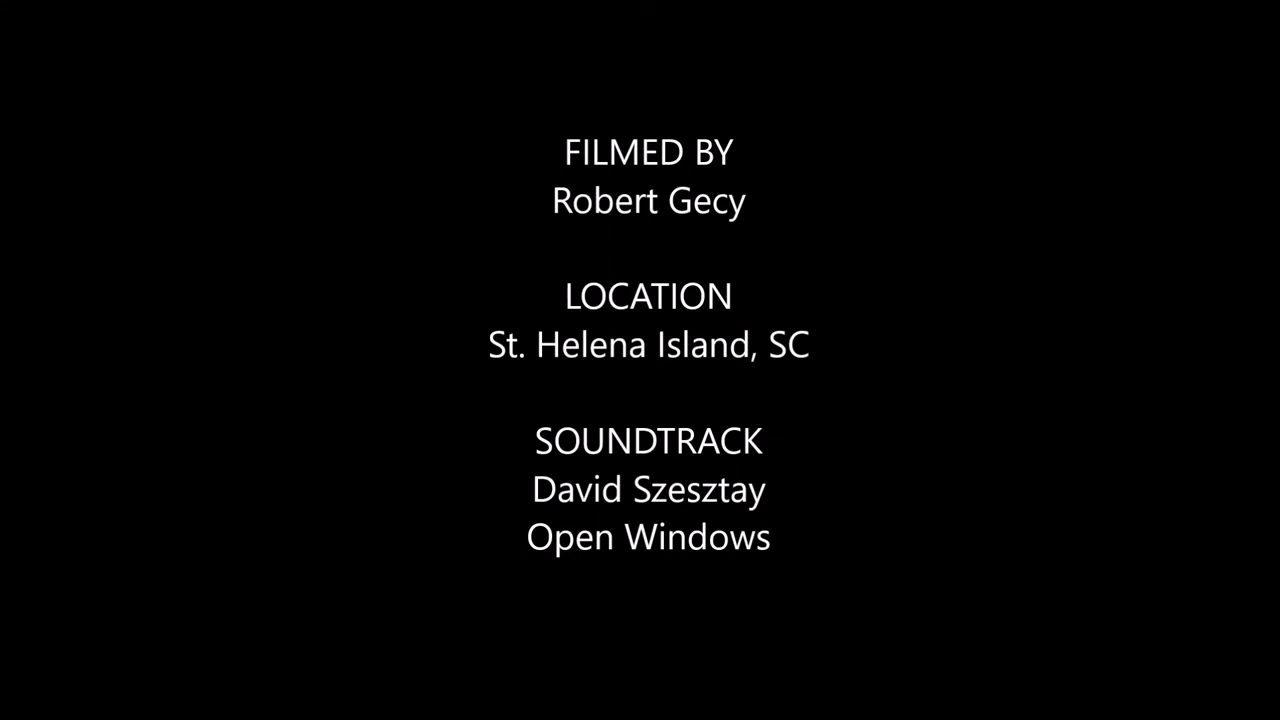 FILMED BY
Robert Gecy
LOCATION
St. Helena Island, SC
SOUNDTRACK
David Szesztay
Open Windows